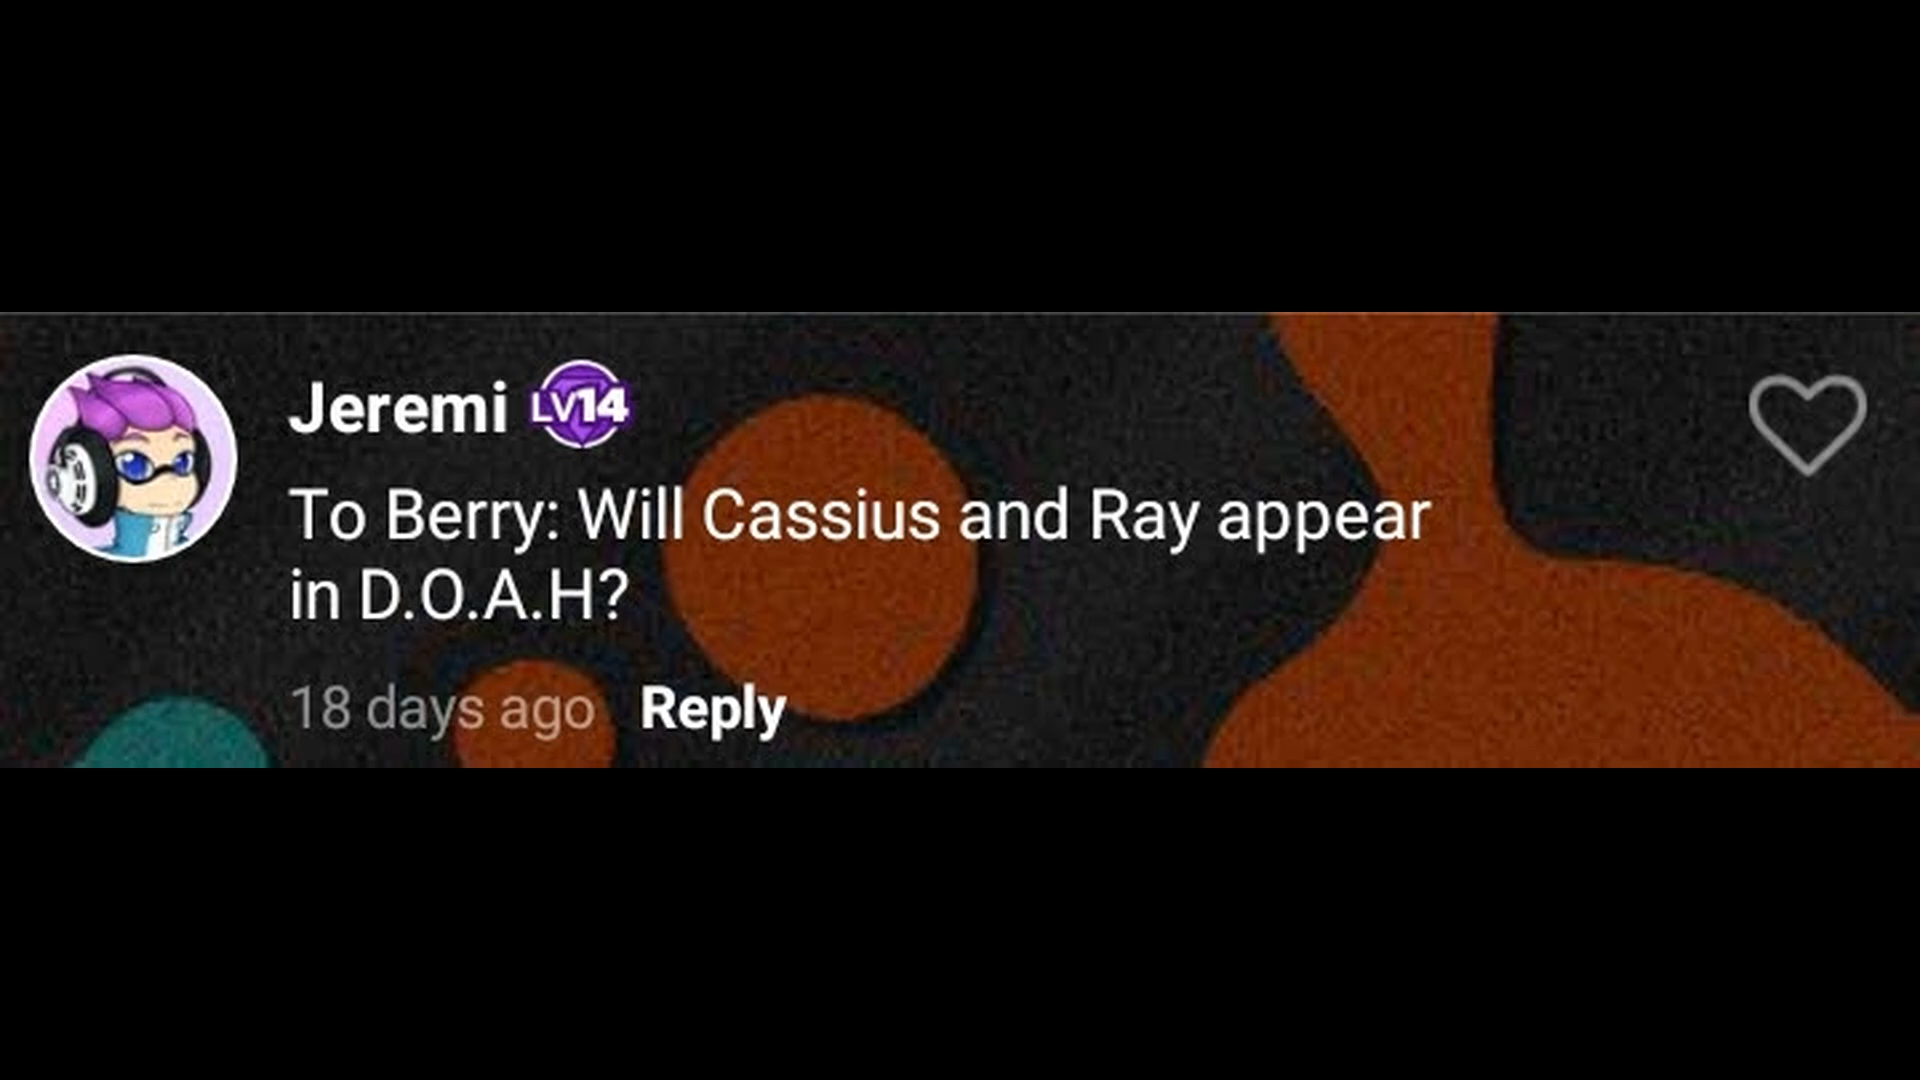 Jeremi LV14
To Berry: Will Cassius and Ray appear
in D.O.A.H?
18 days ago Reply